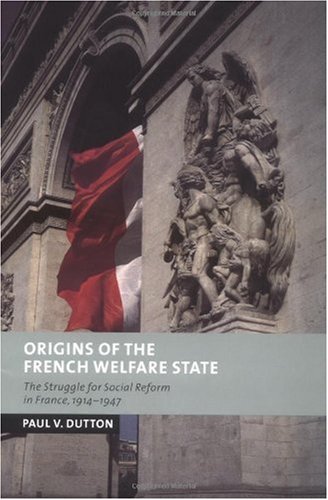 ORIGINS OF THE
FRENCH WELFARE STATE
The Struggle for Social Reform
in France, 1914–1947
PAUL V. DUTTON